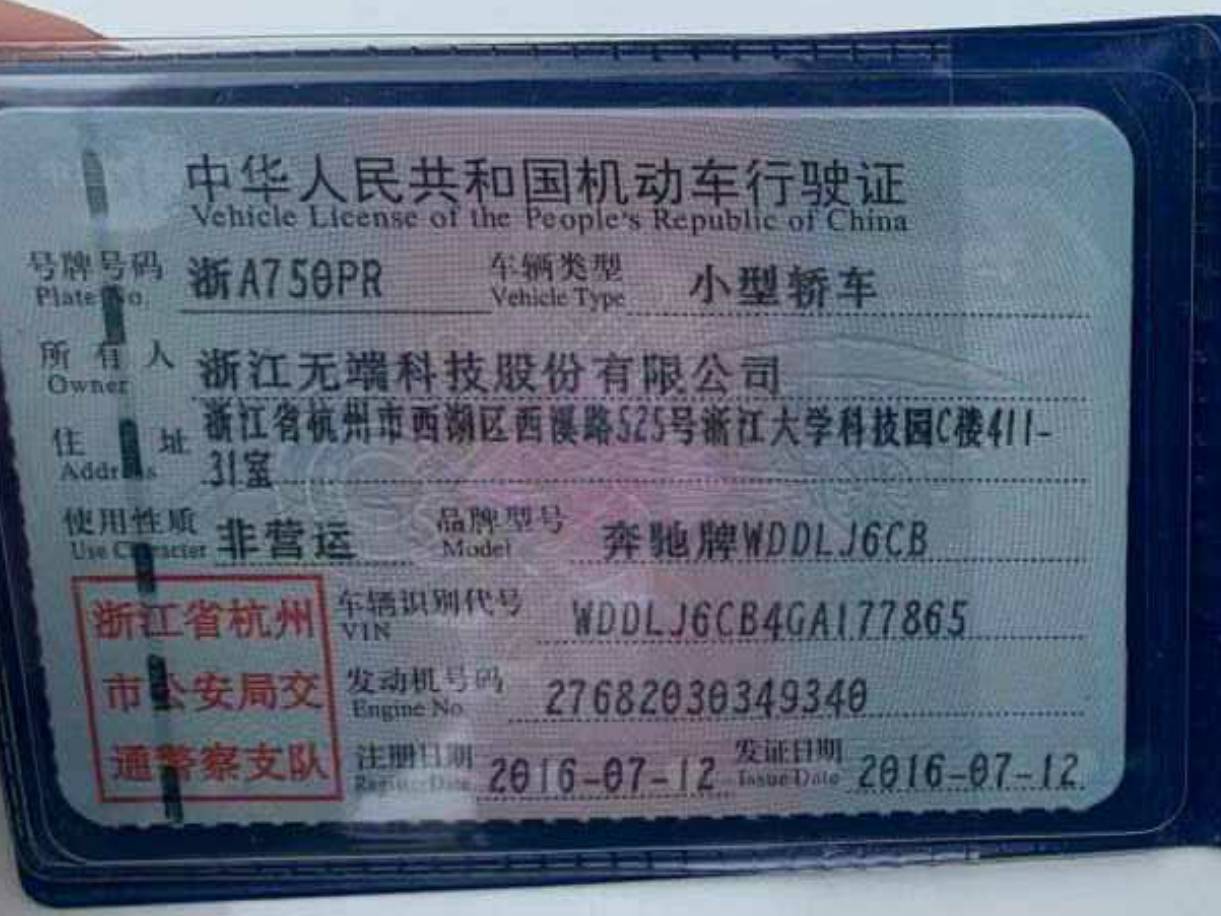 中华人民共和国机动车行驶证
Vehicle License of the People's Republic of China
号牌号码 浙A750PR 车辆类型 小型轿车
Plate No. Vehicle Type
所有人 浙江无端科技股份有限公司
Owner
住址 浙江省杭州市西湖区西溪路525号浙江大学科技园C楼411-
Address 31室
使用性质 非营运 品牌型号 奔驰牌WDDLJ6CB
Use Character Model
浙江省杭州 车辆识别代号 WDDLJ6CB4GA177865
VIN
市公安局交 发动机号码 27682030349340
Engine No.
通警察支队 注册日期 2016-07-12 发证日期 2016-07-12
Register Date Issue Date